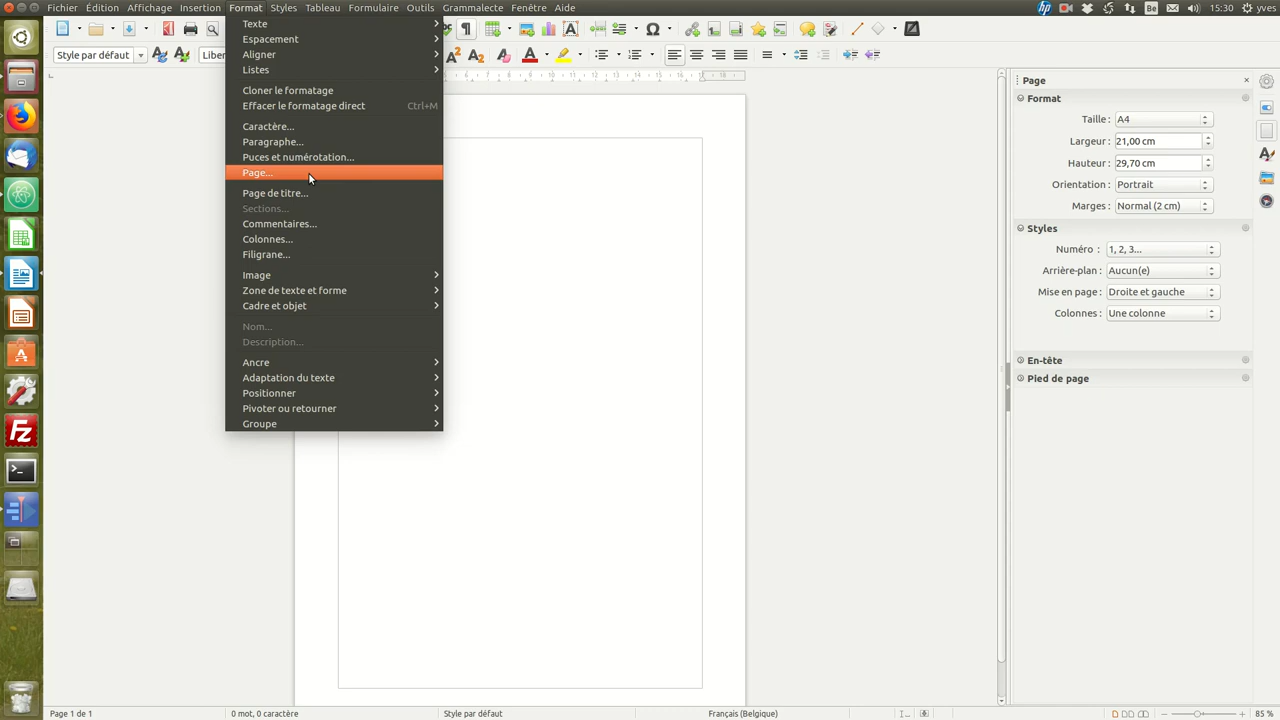 Fichier Édition Affichage Insertion Format Styles Tableau Formulaire Outils Grammalecte Fenêtre Aide
Be
15:30
yves
Style par défaut
Liber
Texte
Espacement
Aligner
Listes
Cloner le formatage
Effacer le formatage direct Ctrl+M
Caractère...
Paragraphe...
Puces et numérotation...
Page...
Page de titre...
Sections...
Commentaires...
Colonnes...
Filigrane...
Image
Zone de texte et forme
Cadre et objet
Nom...
Description...
Ancre
Adaptation du texte
Positionner
Pivoter ou retourner
Groupe
Page
Format
Taille : A4
Largeur : 21,00 cm
Hauteur : 29,70 cm
Orientation : Portrait
Marges : Normal (2 cm)
Styles
Numéro : 1, 2, 3...
Arrière-plan : Aucun(e)
Mise en page : Droite et gauche
Colonnes : Une colonne
En-tête
Pied de page
Page 1 de 1
0 mot, 0 caractère
Style par défaut
Français (Belgique)
85 %